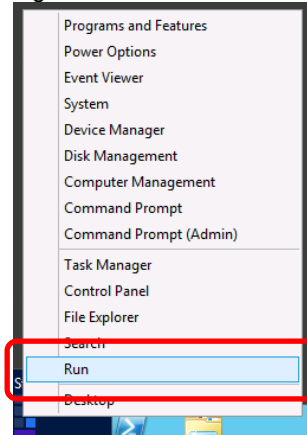 Programs and Features
Power Options
Event Viewer
System
Device Manager
Disk Management
Computer Management
Command Prompt
Command Prompt (Admin)
Task Manager
Control Panel
File Explorer
Search
Run
Desktop